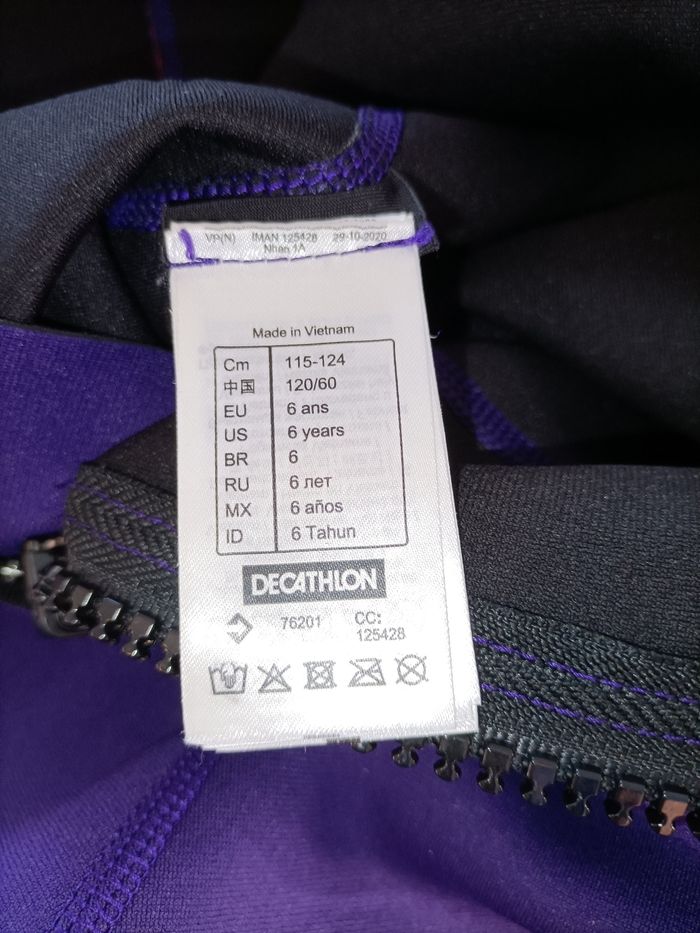 VP(N) IMAN 125428 29-10-2020
Nhan 1A
Made in Vietnam
Cm 115-124
中国 120/60
EU 6 ans
US 6 years
BR 6
RU 6 лет
MX 6 años
ID 6 Tahun
DECATHLON
76201 CC:
125428